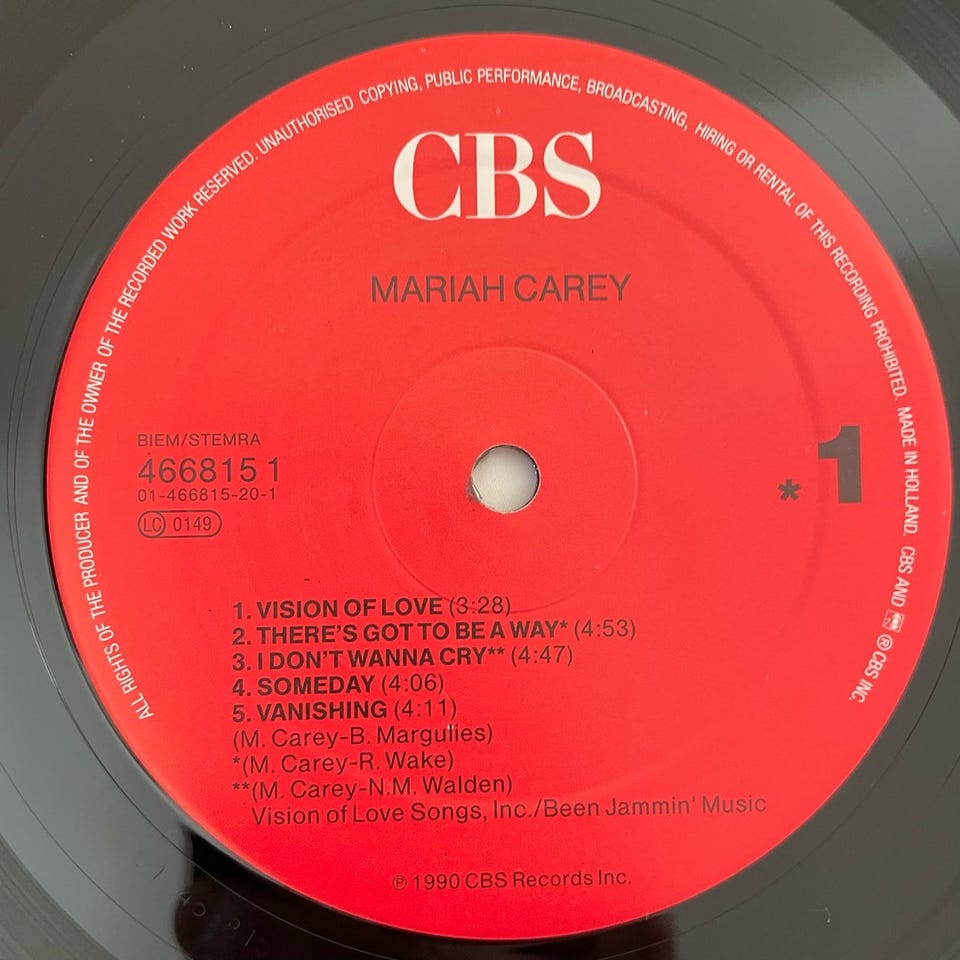 ALL RIGHTS OF THE PRODUCER AND OF THE OWNER OF THE RECORDED WORK RESERVED. UNAUTHORISED COPYING, PUBLIC PERFORMANCE, BROADCASTING, HIRING OR RENTAL OF THIS RECORDING PROHIBITED. MADE IN HOLLAND. CBS AND ℗ CBS INC.
CBS
MARIAH CAREY
BIEM/STEMRA
466815 1
01-466815-20-1
LC 0149
* 1
1. VISION OF LOVE (3:28)
2. THERE'S GOT TO BE A WAY* (4:53)
3. I DON'T WANNA CRY** (4:47)
4. SOMEDAY (4:06)
5. VANISHING (4:11)
(M. Carey-B. Margulies)
*(M. Carey-R. Wake)
**(M. Carey-N.M. Walden)
Vision of Love Songs, Inc./Been Jammin' Music
℗ 1990 CBS Records Inc.